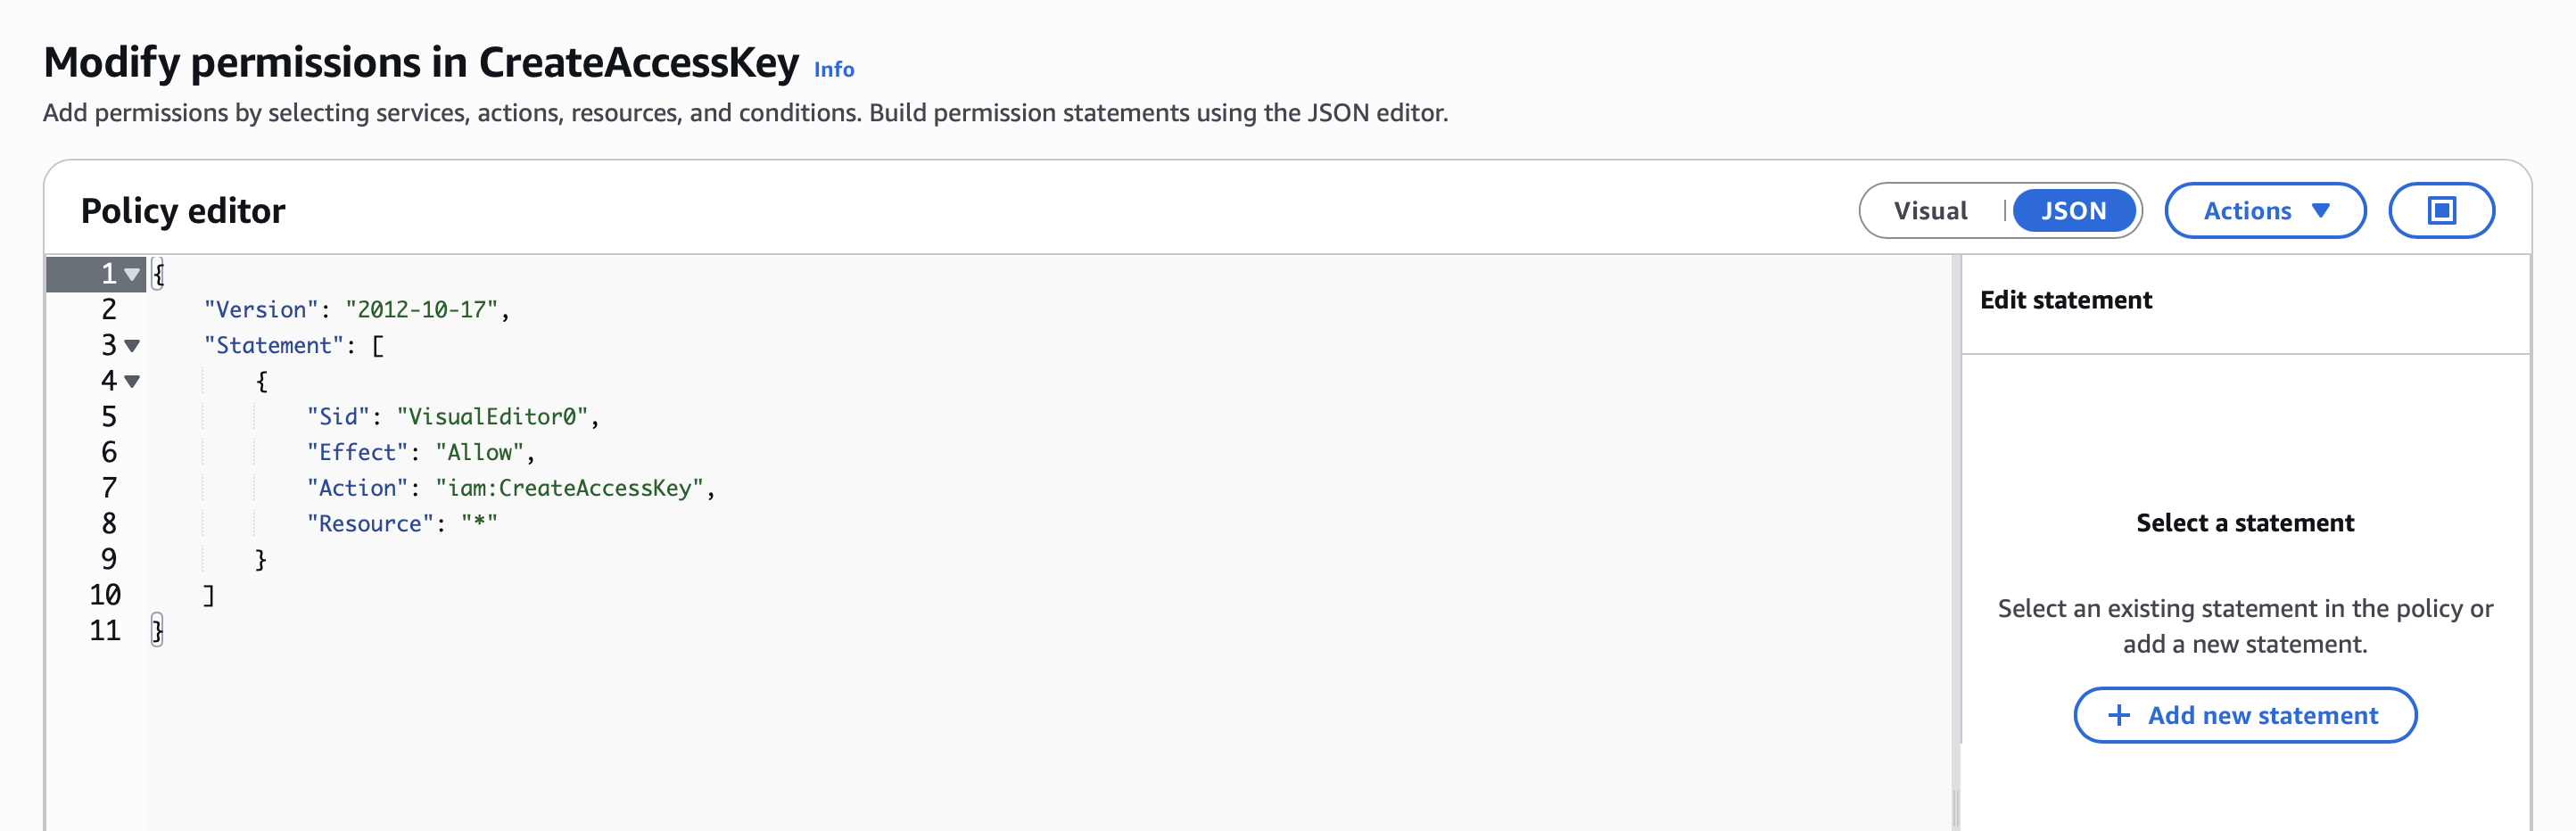 Modify permissions in CreateAccessKey Info
Add permissions by selecting services, actions, resources, and conditions. Build permission statements using the JSON editor.
Policy editor
Visual | JSON Actions
1 {
2 "Version": "2012-10-17",
3 "Statement": [
4 {
5 "Sid": "VisualEditor0",
6 "Effect": "Allow",
7 "Action": "iam:CreateAccessKey",
8 "Resource": "*"
9 }
10 ]
11 }
Edit statement
Select a statement
Select an existing statement in the policy or
add a new statement.
+ Add new statement